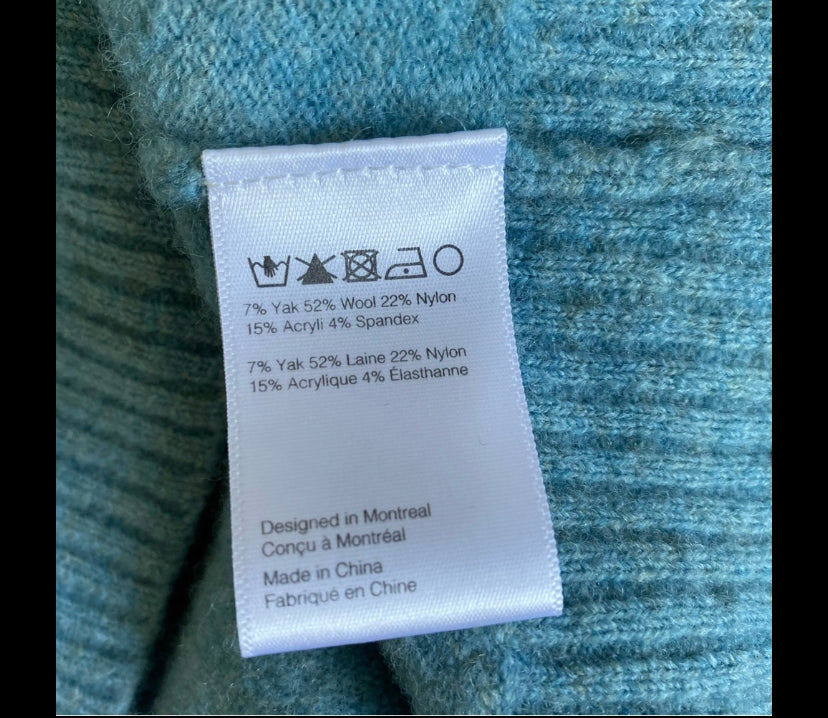 7% Yak 52% Wool 22% Nylon
15% Acryli 4% Spandex
7% Yak 52% Laine 22% Nylon
15% Acrylique 4% Élasthanne
Designed in Montreal
Conçu à Montréal
Made in China
Fabriqué en Chine